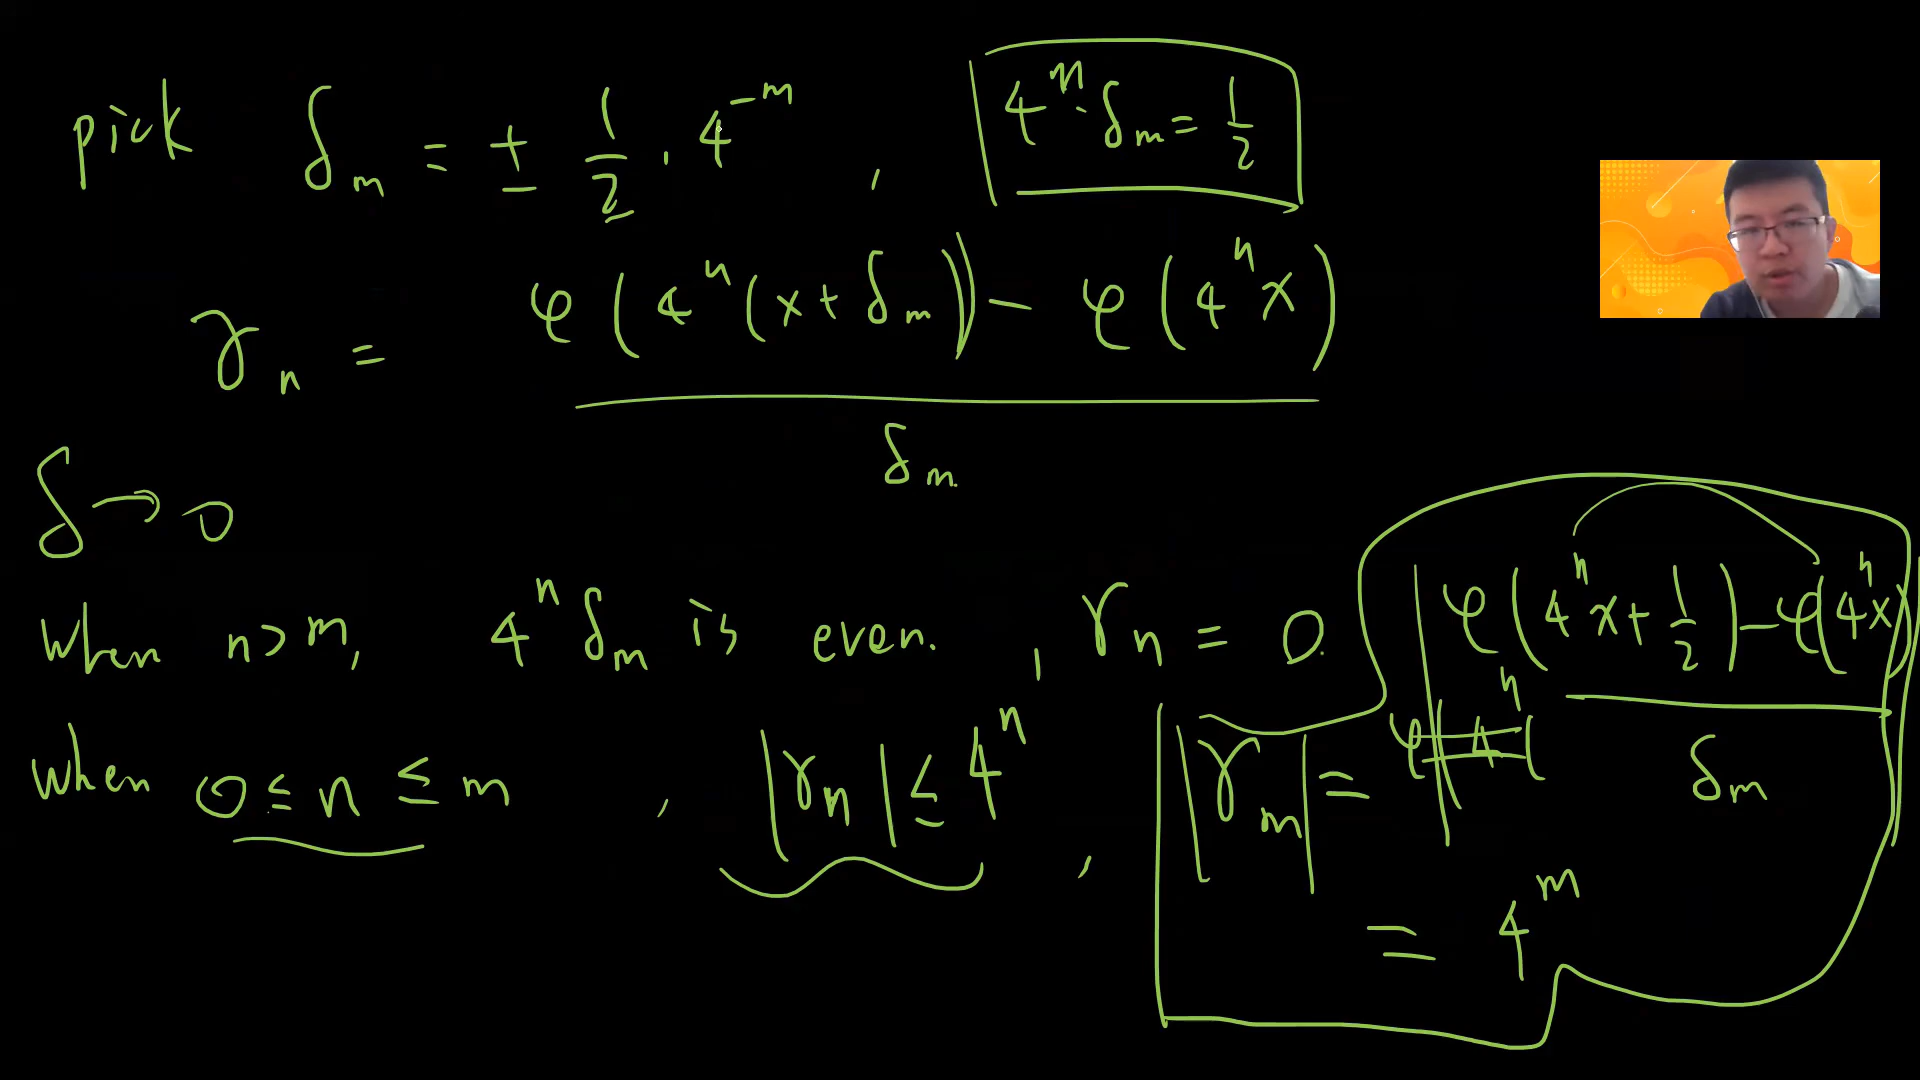 pick δ_m = ± 1/2 · 4^{-m} , 4^n · δ_m = 1/2
γ_n = (φ(4^n(x+δ_m)) − φ(4^n x)) / δ_m
δ → 0
when n>m, 4^n δ_m is even. , γ_n = 0.
when 0 ≤ n ≤ m , |γ_n| ≤ 4^n , |γ_m| = |(φ(4^n x + 1/2) − φ(4^n x)) / δ_m|
= 4^m